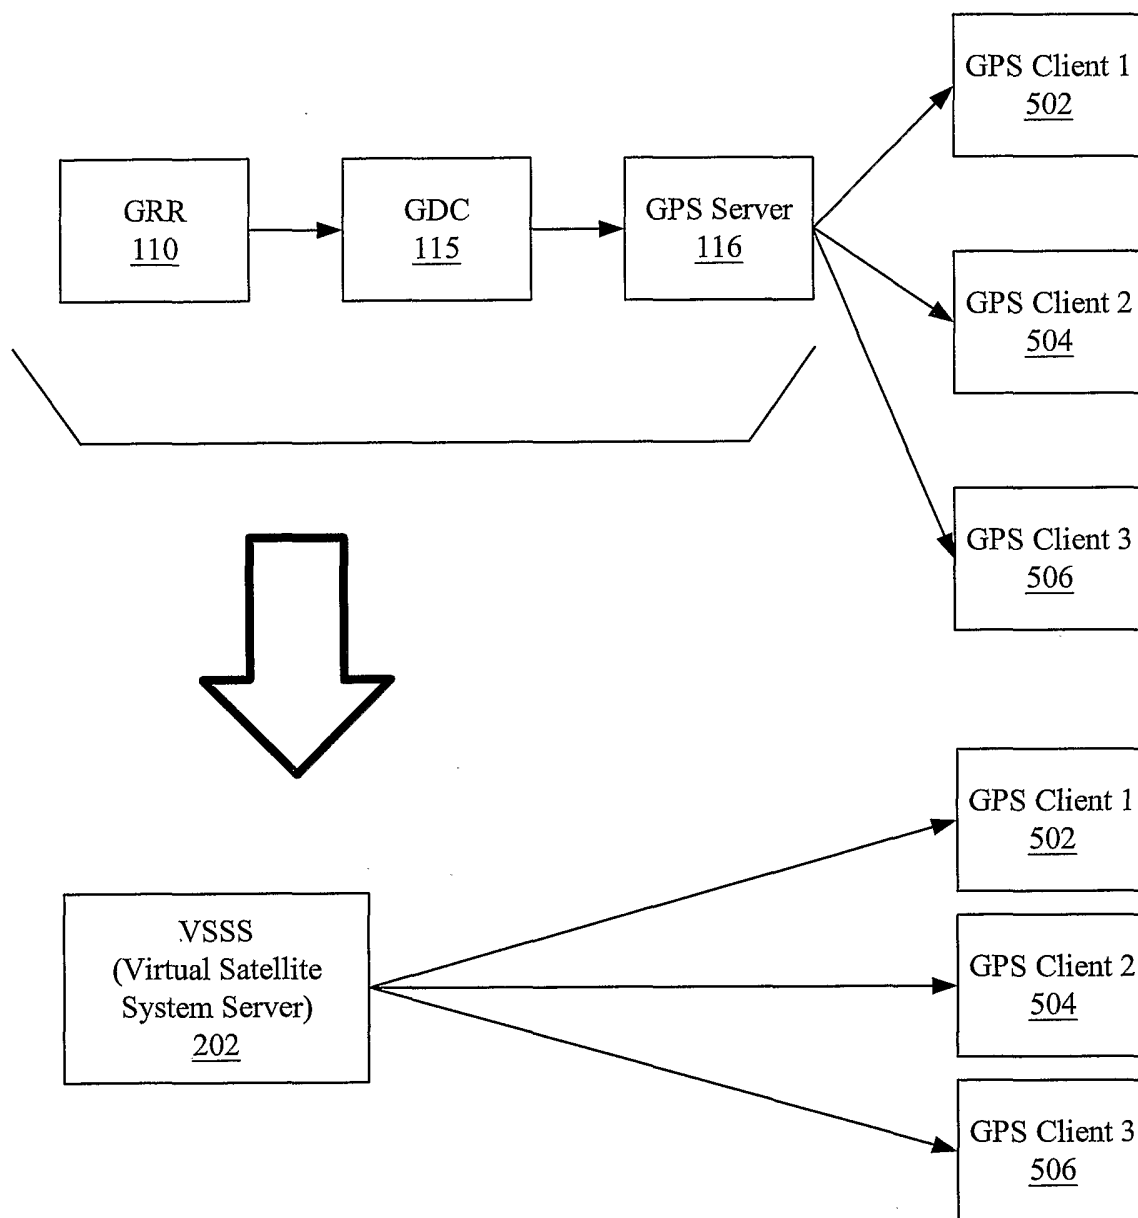 GPS Client 1
502
GRR
110
GDC
115
GPS Server
116
GPS Client 2
504
GPS Client 3
506
GPS Client 1
502
VSSS
(Virtual Satellite
System Server)
202
GPS Client 2
504
GPS Client 3
506